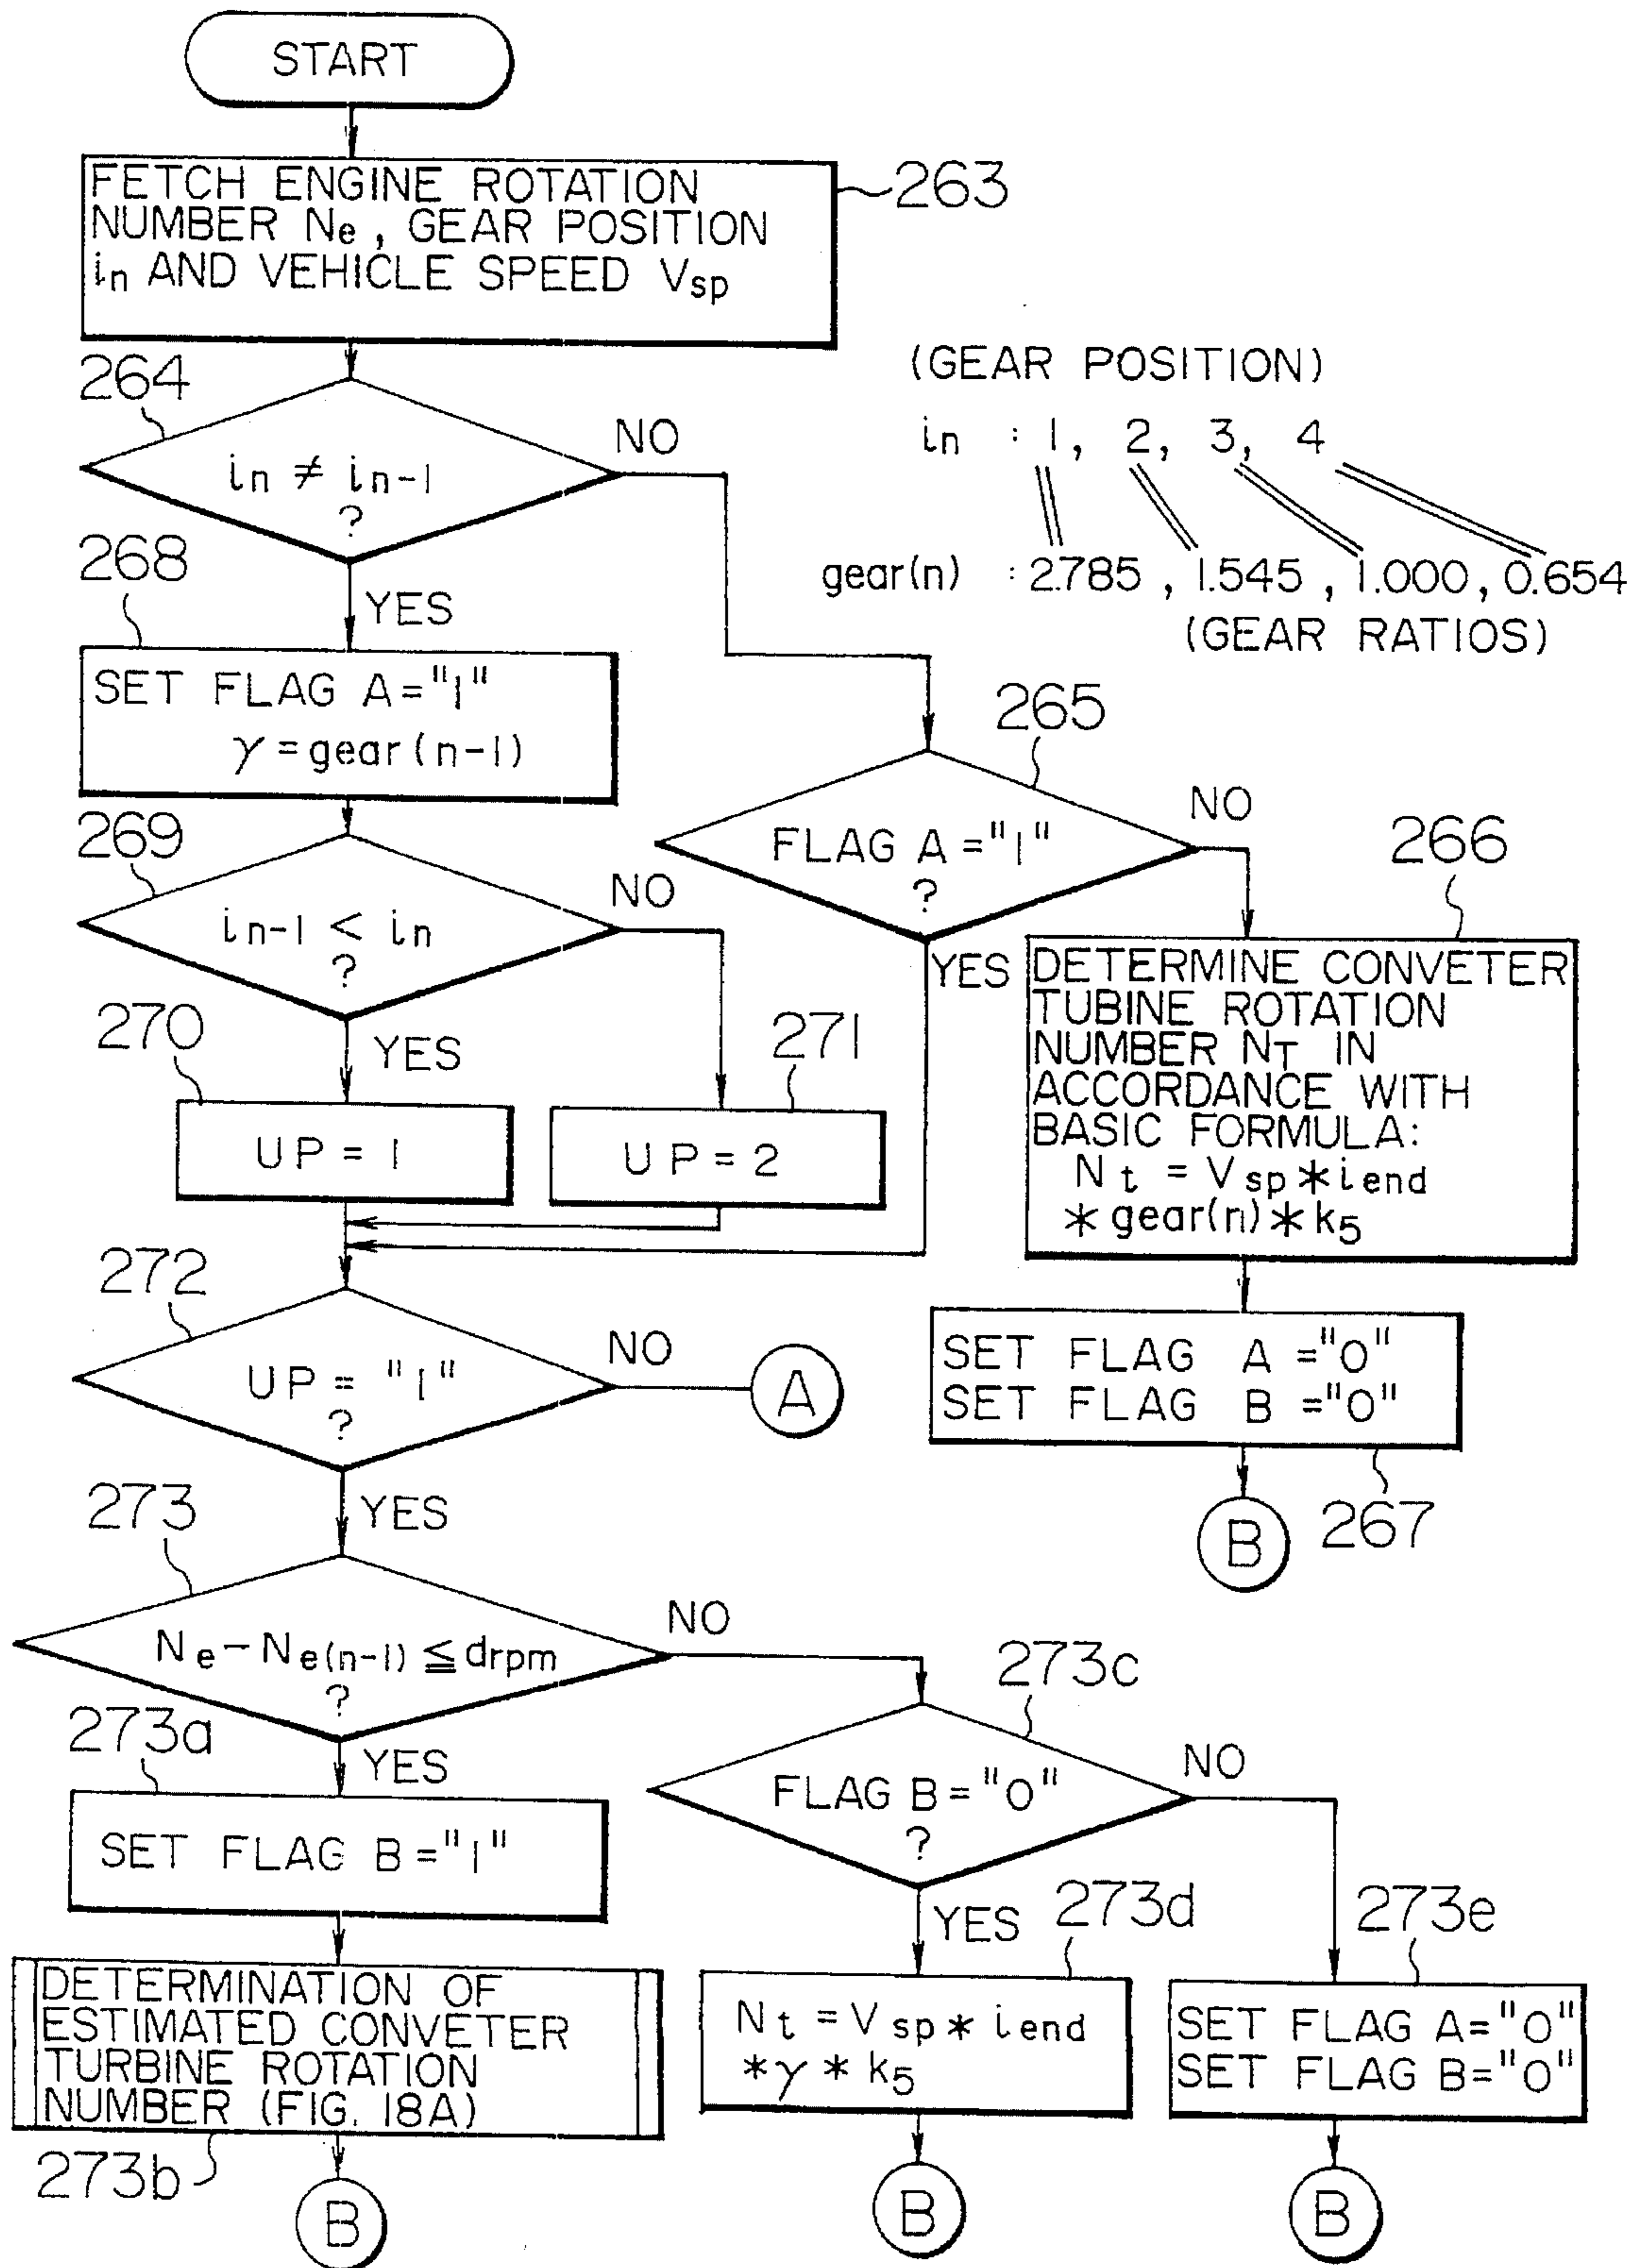 START
FETCH ENGINE ROTATION
NUMBER Ne , GEAR POSITION
in AND VEHICLE SPEED Vsp
263
264
in ≠ in-1
?
NO
YES
(GEAR POSITION)
in : 1, 2, 3, 4
gear(n) : 2.785 , 1.545 , 1.000 , 0.654
(GEAR RATIOS)
268
SET FLAG A="1"
γ = gear(n-1)
265
FLAG A ="1"
?
NO
YES
269
in-1 < in
?
NO
YES
266
DETERMINE CONVETER
TUBINE ROTATION
NUMBER NT IN
ACCORDANCE WITH
BASIC FORMULA:
Nt = Vsp * iend
* gear(n) * k5
270
UP = 1
271
UP = 2
272
UP = "1"
?
NO
A
YES
SET FLAG A ="0"
SET FLAG B ="0"
267
B
273
Ne - Ne(n-1) ≦ drpm
?
NO
YES
273c
FLAG B = "0"
?
NO
YES
273a
SET FLAG B ="1"
273d
Nt = Vsp * iend
* γ * k5
273e
SET FLAG A="0"
SET FLAG B="0"
DETERMINATION OF
ESTIMATED CONVETER
TURBINE ROTATION
NUMBER (FIG. 18A)
273b
B
B
B